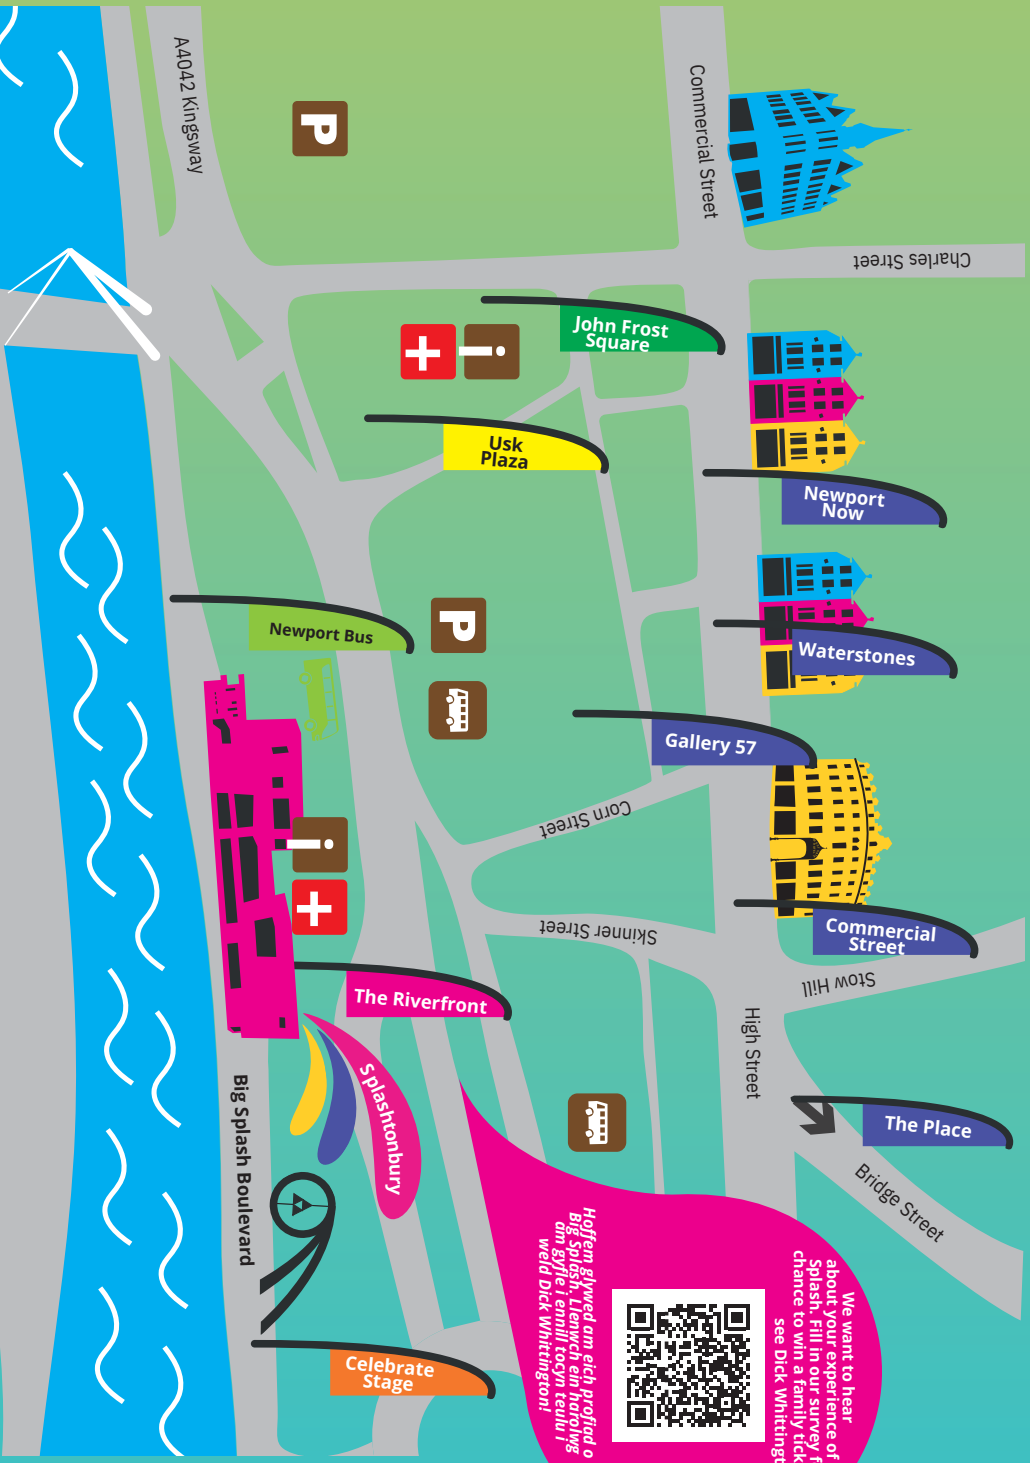 A4042 Kingsway
P
Commercial Street
Charles Street
John Frost
Square
i
Usk
Plaza
Newport
Now
Newport Bus
P
Waterstones
Gallery 57
Corn Street
i
Commercial
Street
Skinner Street
Stow Hill
The Riverfront
High Street
Splashtonbury
Big Splash Boulevard
The Place
Bridge Street
Celebrate
Stage
We want to hear
about your experience of
Splash. Fill in our survey f
chance to win a family tick
see Dick Whittingt
Hoffem glywed am eich profiad o
Big Splash. Llenwch ein harolwg
am gyfle i ennill tocyn teulu i
weld Dick Whittington!